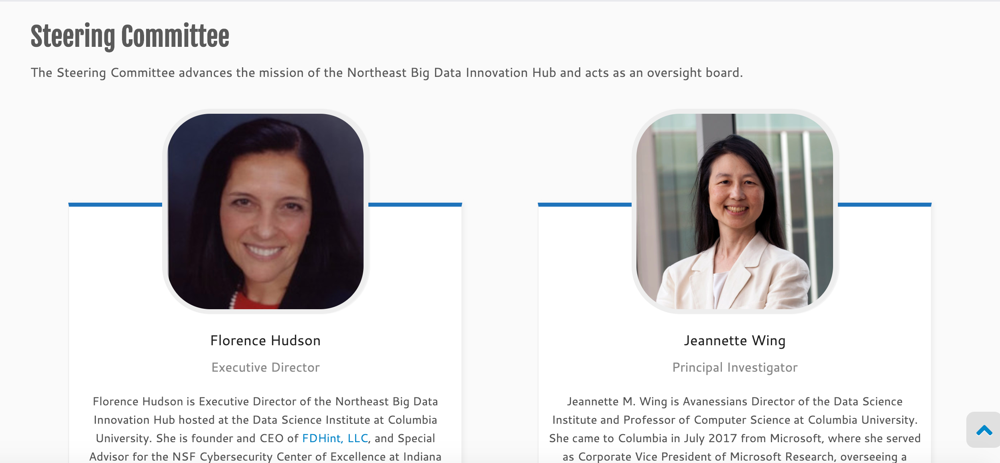 Steering Committee
The Steering Committee advances the mission of the Northeast Big Data Innovation Hub and acts as an oversight board.
Florence Hudson
Executive Director
Florence Hudson is Executive Director of the Northeast Big Data
Innovation Hub hosted at the Data Science Institute at Columbia
University. She is founder and CEO of FDHint, LLC, and Special
Advisor for the NSF Cybersecurity Center of Excellence at Indiana
Jeannette Wing
Principal Investigator
Jeannette M. Wing is Avanessians Director of the Data Science
Institute and Professor of Computer Science at Columbia University.
She came to Columbia in July 2017 from Microsoft, where she served
as Corporate Vice President of Microsoft Research, overseeing a